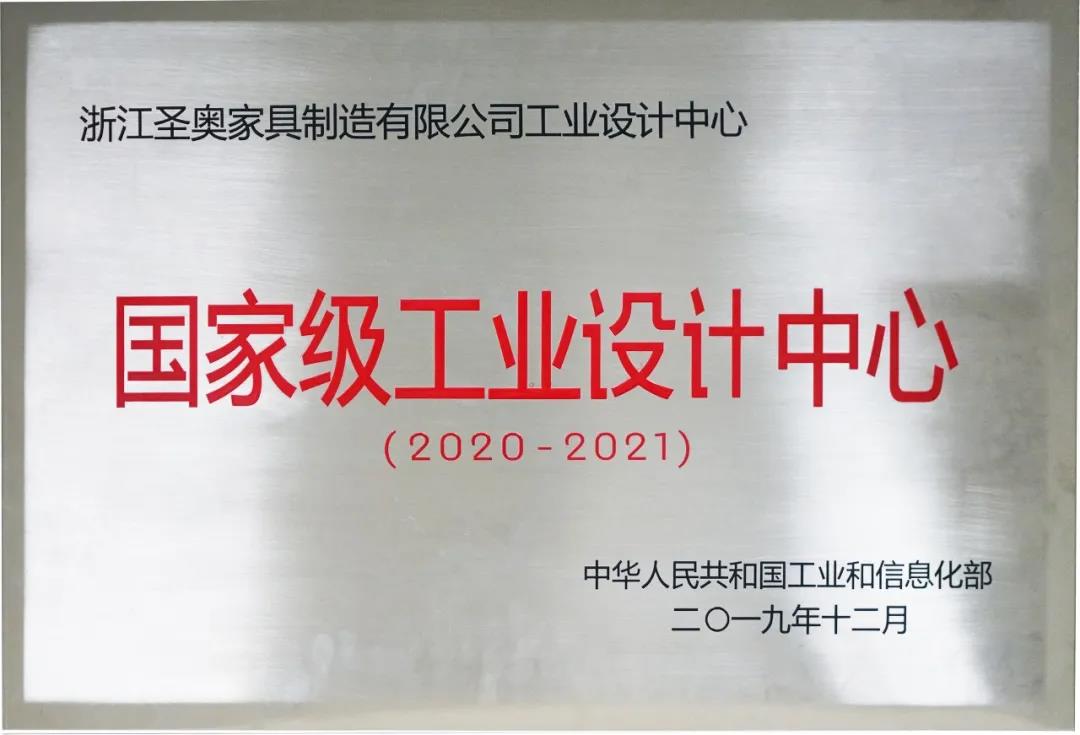 浙江圣奥家具制造有限公司工业设计中心
国家级工业设计中心
(2020-2021)
中华人民共和国工业和信息化部
二〇一九年十二月